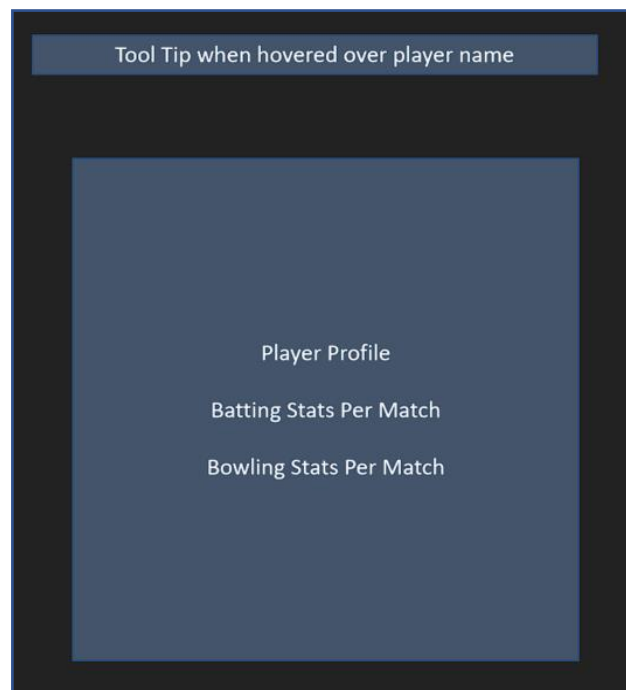 Tool Tip when hovered over player name
Player Profile
Batting Stats Per Match
Bowling Stats Per Match